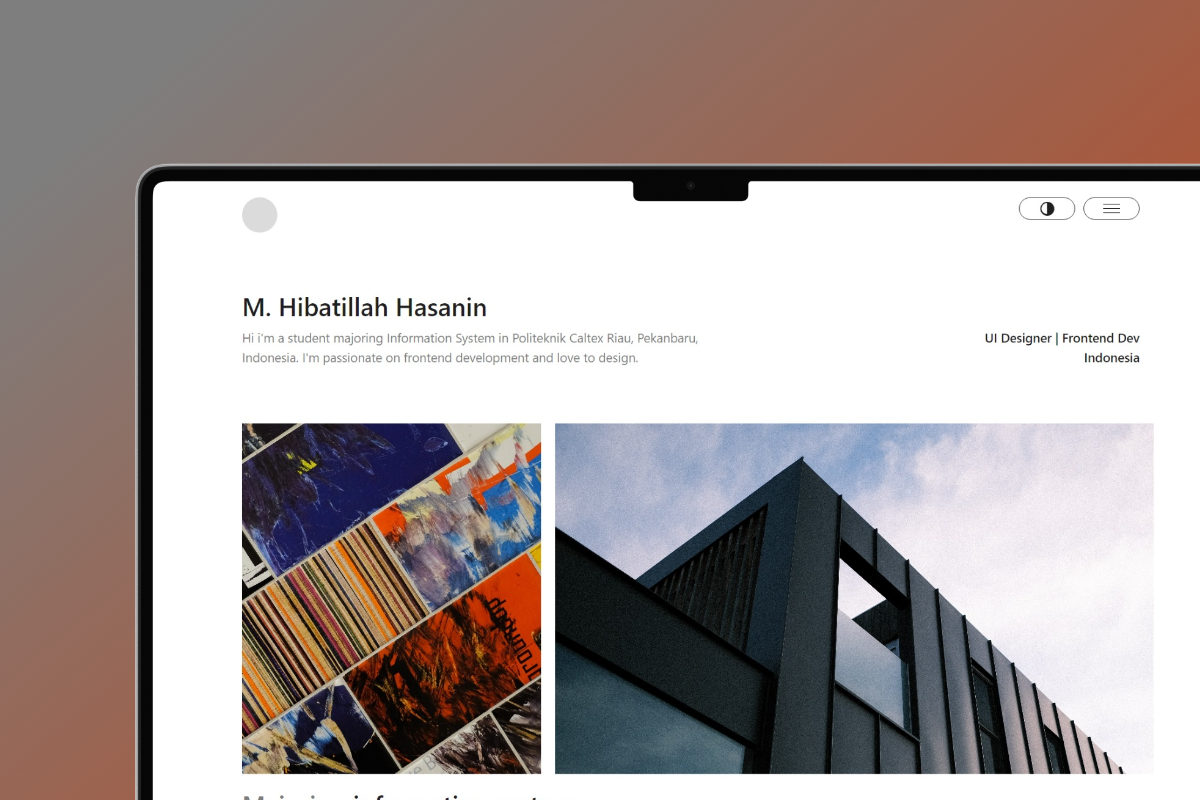 M. Hibatillah Hasanin
Hi i'm a student majoring Information System in Politeknik Caltex Riau, Pekanbaru,
Indonesia. I'm passionate on frontend development and love to design.
UI Designer | Frontend Dev
Indonesia